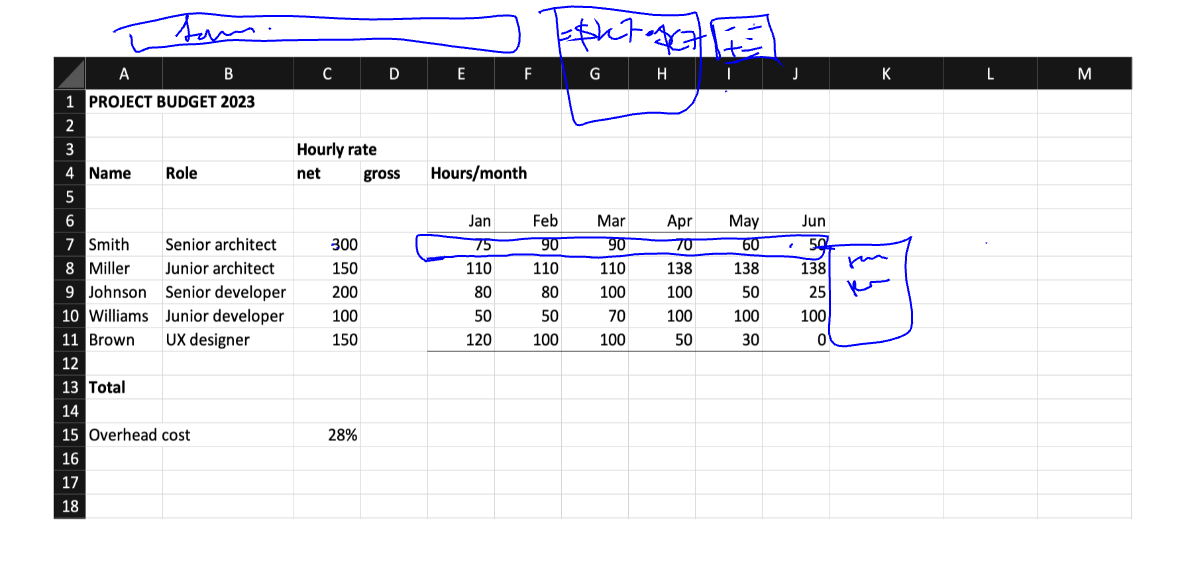 A B C D E F G H I J K L M
1 PROJECT BUDGET 2023
2
3 Hourly rate
4 Name Role net gross Hours/month
5
6 Jan Feb Mar Apr May Jun
7 Smith Senior architect 300 75 90 90 70 60 50
8 Miller Junior architect 150 110 110 110 138 138 138
9 Johnson Senior developer 200 80 80 100 100 50 25
10 Williams Junior developer 100 50 50 70 100 100 100
11 Brown UX designer 150 120 100 100 50 30 0
12
13 Total
14
15 Overhead cost 28%
16
17
18